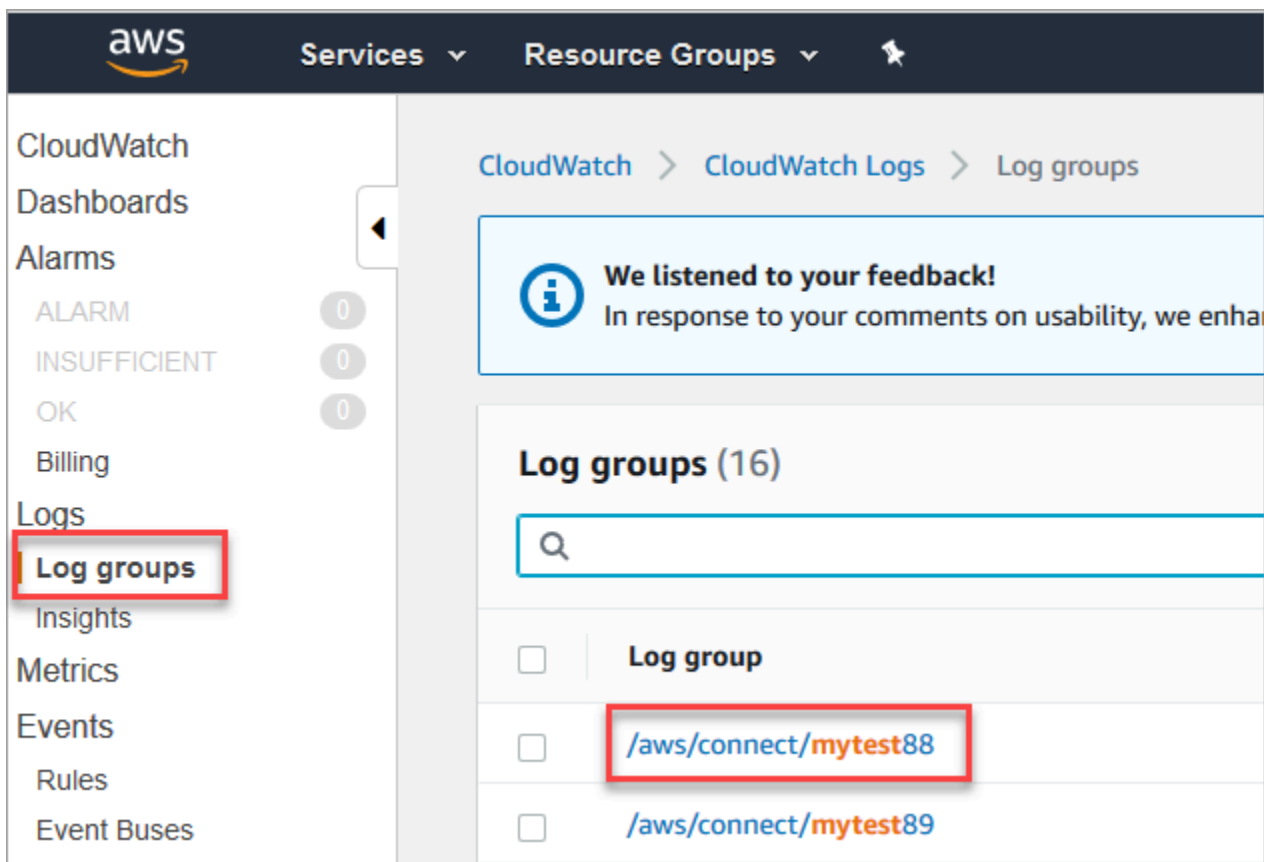 aws
Services
Resource Groups
CloudWatch
Dashboards
Alarms
ALARM 0
INSUFFICIENT 0
OK 0
Billing
Logs
Log groups
Insights
Metrics
Events
Rules
Event Buses
CloudWatch > CloudWatch Logs > Log groups
We listened to your feedback!
In response to your comments on usability, we
Log groups (16)
Log group
/aws/connect/mytest88
/aws/connect/mytest89